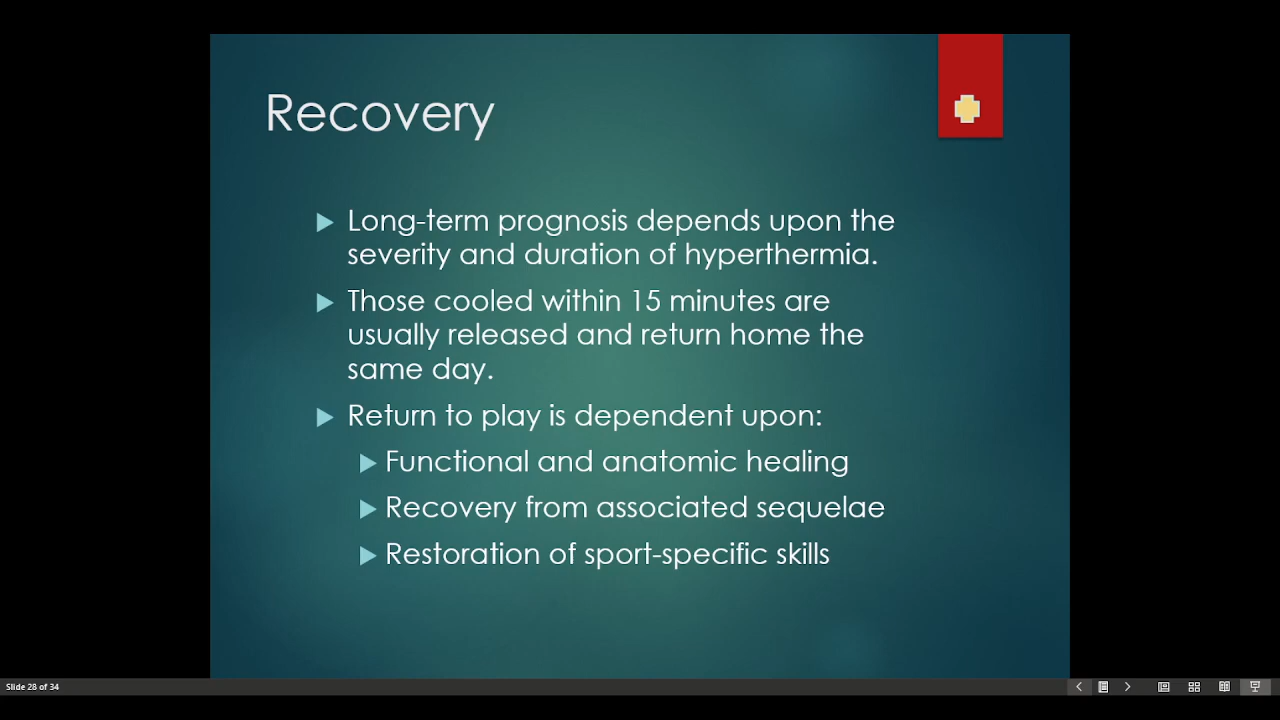 Recovery
Long-term prognosis depends upon the
severity and duration of hyperthermia.
Those cooled within 15 minutes are
usually released and return home the
same day.
Return to play is dependent upon:
Functional and anatomic healing
Recovery from associated sequelae
Restoration of sport-specific skills
Slide 28 of 34